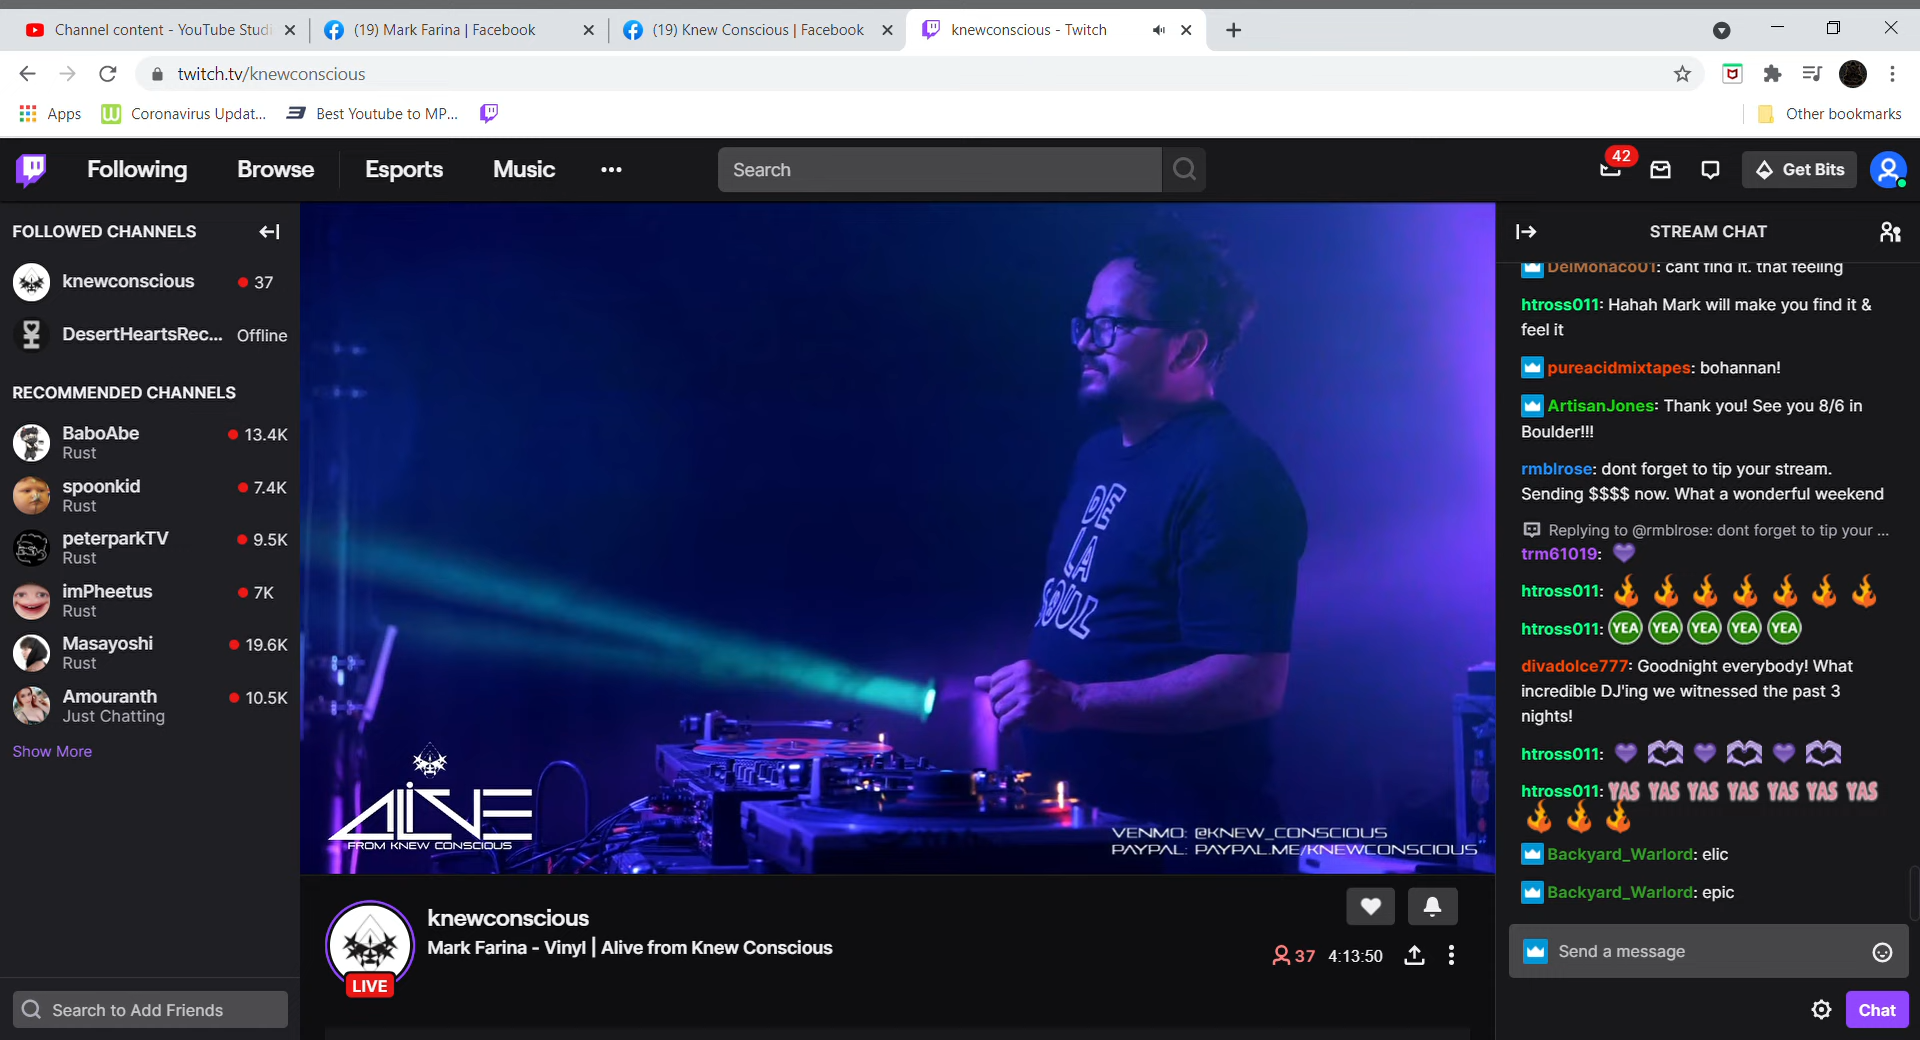 Channel content - YouTube Studi
(19) Mark Farina | Facebook
(19) Knew Conscious | Facebook
knewconscious - Twitch
twitch.tv/knewconscious
Apps
Coronavirus Updat...
Best Youtube to MP...
Other bookmarks
Following
Browse
Esports
Music
Search
42
Get Bits
FOLLOWED CHANNELS
knewconscious
37
DesertHeartsRec...
Offline
RECOMMENDED CHANNELS
BaboAbe
13.4K
Rust
spoonkid
7.4K
Rust
peterparkTV
9.5K
Rust
imPheetus
7K
Rust
Masayoshi
19.6K
Rust
Amouranth
10.5K
Just Chatting
Show More
Search to Add Friends
DE
LA
SOUL
ALIVE
FROM KNEW CONSCIOUS
VENMO: @KNEW_CONSCIOUS
PAYPAL: PAYPAL.ME/KNEWCONSCIOUS
knewconscious
Mark Farina - Vinyl | Alive from Knew Conscious
LIVE
37
4:13:50
STREAM CHAT
DelMonaco01: cant find it. that feeling
htross011: Hahah Mark will make you find it &
feel it
pureacidmixtapes: bohannan!
ArtisanJones: Thank you! See you 8/6 in
Boulder!!!
rmblrose: dont forget to tip your stream.
Sending $$$$ now. What a wonderful weekend
Replying to @rmblrose: dont forget to tip your ...
trm61019:
htross011:
htross011: YEA YEA YEA YEA YEA
divadolce777: Goodnight everybody! What
incredible DJ'ing we witnessed the past 3
nights!
htross011:
htross011: YAS YAS YAS YAS YAS YAS YAS
Backyard_Warlord: elic
Backyard_Warlord: epic
Send a message
Chat